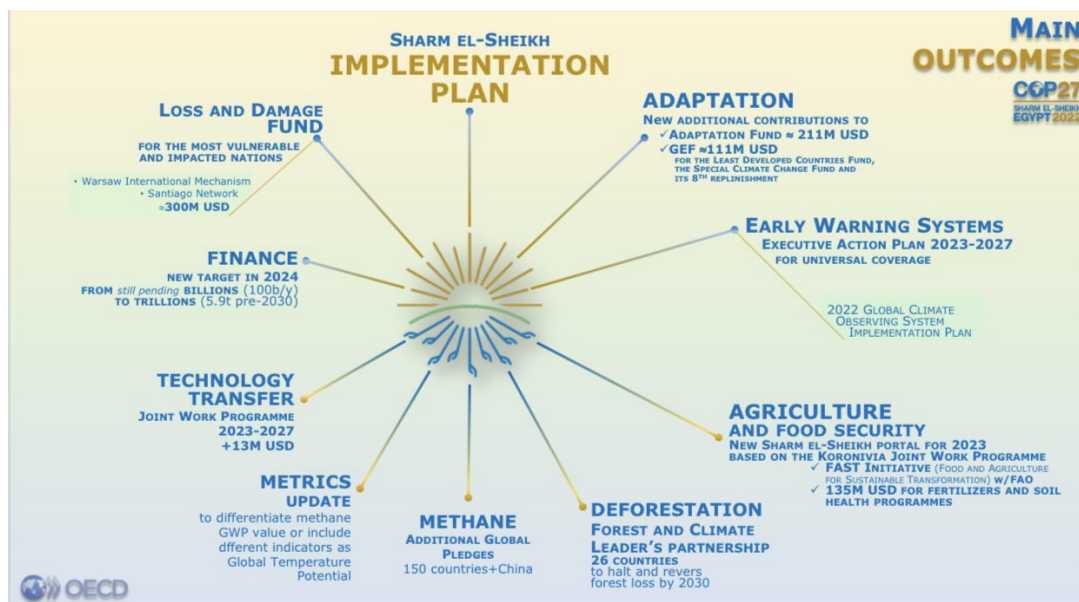 SHARM EL-SHEIKH
IMPLEMENTATION
PLAN
MAIN
OUTCOMES
COP27
SHARM EL-SHEIKH
EGYPT2022
LOSS AND DAMAGE
FUND
FOR THE MOST VULNERABLE
AND IMPACTED NATIONS
• Warsaw International Mechanism
• Santiago Network
≈300M USD
ADAPTATION
NEW ADDITIONAL CONTRIBUTIONS TO
✓ADAPTATION FUND ≈ 211M USD
✓GEF ≈111M USD
FOR THE LEAST DEVELOPED COUNTRIES FUND,
THE SPECIAL CLIMATE CHANGE FUND AND
ITS 8TH REPLINISHMENT
EARLY WARNING SYSTEMS
EXECUTIVE ACTION PLAN 2023-2027
FOR UNIVERSAL COVERAGE
2022 GLOBAL CLIMATE
OBSERVING SYSTEM
IMPLEMENTATION PLAN
FINANCE
NEW TARGET IN 2024
FROM still pending BILLIONS (100b/y)
TO TRILLIONS (5.9t pre-2030)
TECHNOLOGY
TRANSFER
JOINT WORK PROGRAMME
2023-2027
+13M USD
AGRICULTURE
AND FOOD SECURITY
NEW SHARM EL-SHEIKH PORTAL FOR 2023
BASED ON THE KORONIVIA JOINT WORK PROGRAMME
✓ FAST INITIATIVE (FOOD AND AGRICULTURE
FOR SUSTAINABLE TRANSFORMATION) W/FAO
✓ 135M USD FOR FERTILIZERS AND SOIL
HEALTH PROGRAMMES
METRICS
UPDATE
to differentiate methane
GWP value or include
different indicators as
Global Temperature
Potential
METHANE
ADDITIONAL GLOBAL
PLEDGES
150 countries+China
DEFORESTATION
FOREST AND CLIMATE
LEADER'S PARTNERSHIP
26 COUNTRIES
to halt and revers
forest loss by 2030
OECD